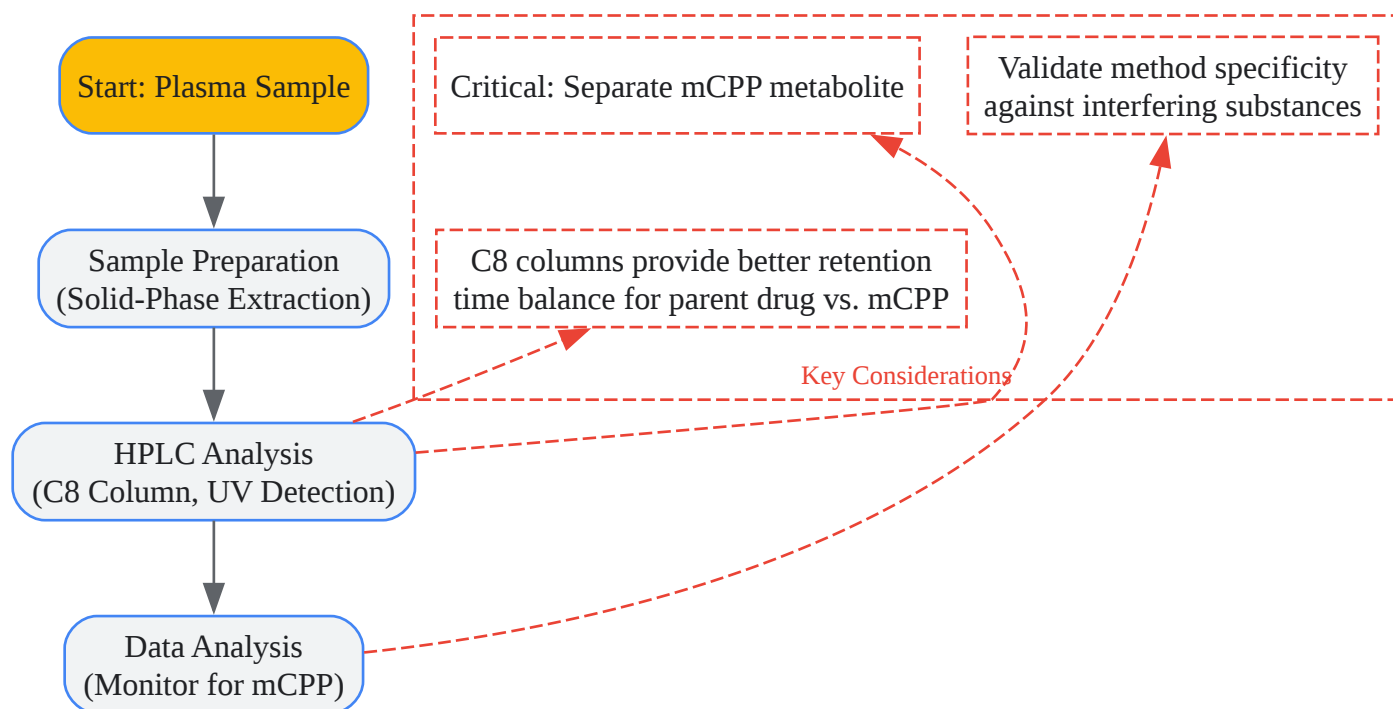 Start: Plasma Sample
Critical: Separate mCPP metabolite
Validate method specificity
against interfering substances
Sample Preparation
(Solid-Phase Extraction)
C8 columns provide better retention
time balance for parent drug vs. mCPP
Key Considerations
HPLC Analysis
(C8 Column, UV Detection)
Data Analysis
(Monitor for mCPP)